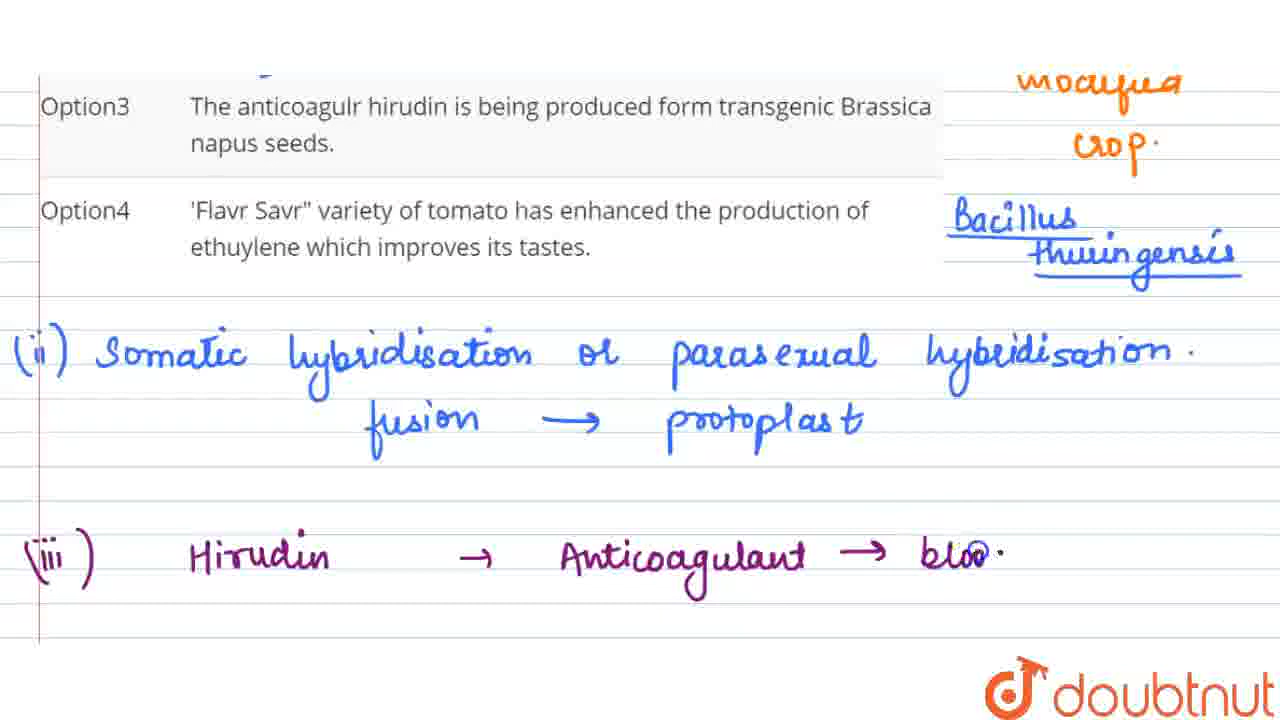 modified
Option3 The anticoagulr hirudin is being produced form transgenic Brassica
napus seeds.
crop.
Option4 'Flavr Savr" variety of tomato has enhanced the production of
ethuylene which improves its tastes.
Bacillus
thuringensis
(ii) Somatic hybridisation or parasexual hybridisation.
fusion → protoplast
(iii) Hirudin → Anticoagulant → bloo
doubtnut